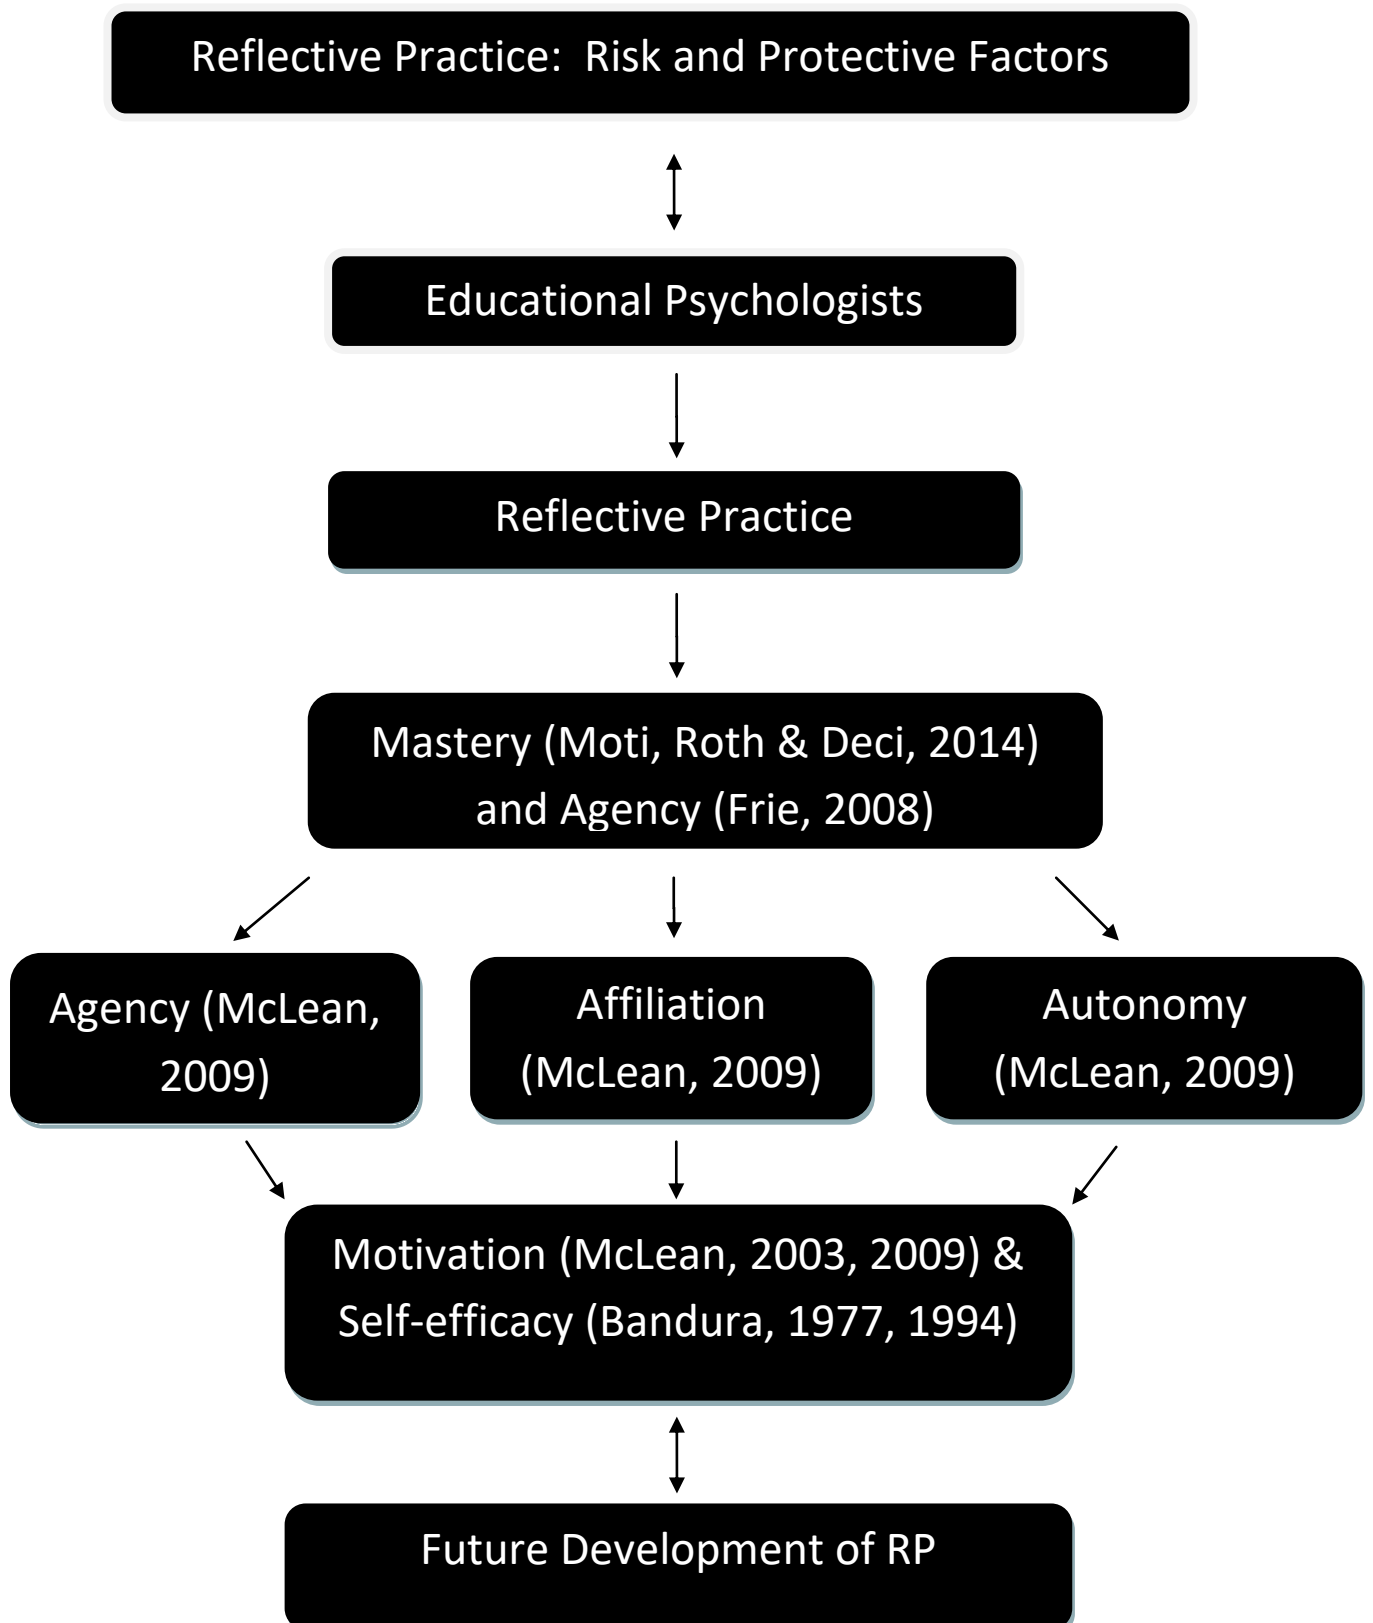 Reflective Practice:  Risk and Protective Factors
Educational Psychologists
Reflective Practice
Mastery (Moti, Roth & Deci, 2014)
and Agency (Frie, 2008)
Agency (McLean,
2009)
Affiliation
(McLean, 2009)
Autonomy
(McLean, 2009)
Motivation (McLean, 2003, 2009) &
Self-efficacy (Bandura, 1977, 1994)
Future Development of RP